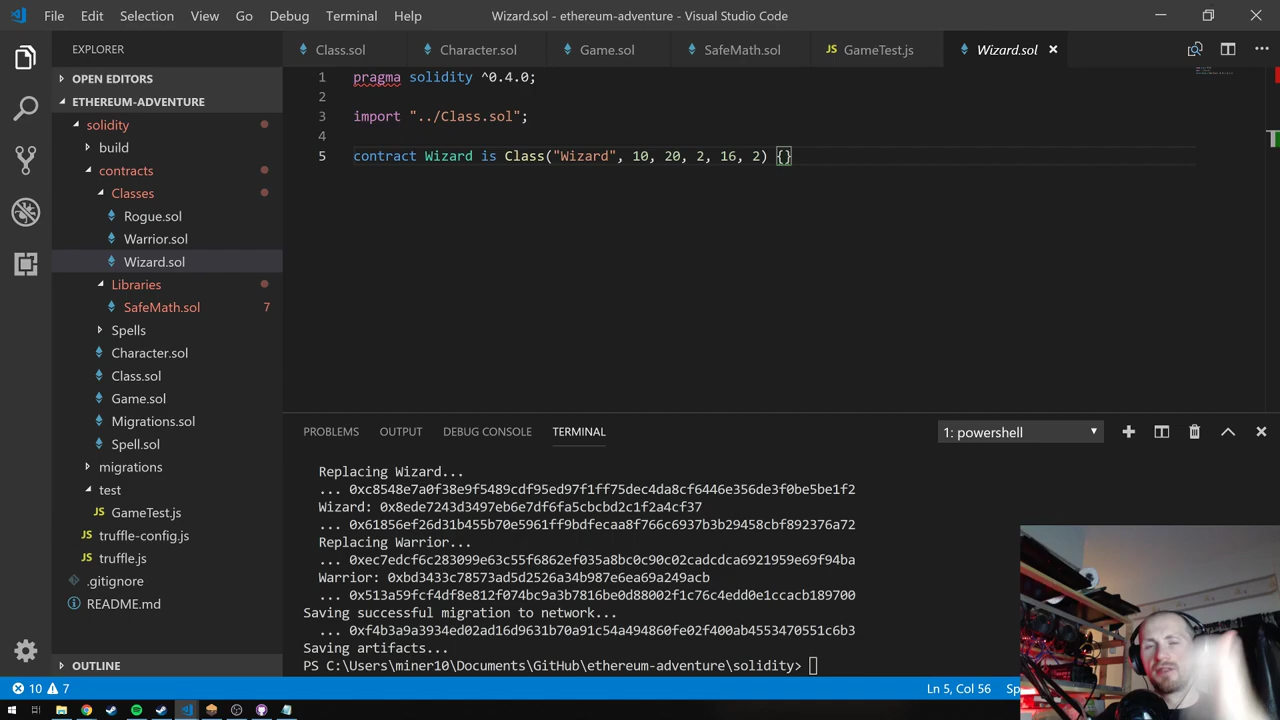 File Edit Selection View Go Debug Terminal Help
Wizard.sol - ethereum-adventure - Visual Studio Code
EXPLORER
OPEN EDITORS
ETHEREUM-ADVENTURE
solidity
build
contracts
Classes
Rogue.sol
Warrior.sol
Wizard.sol
Libraries
SafeMath.sol 7
Spells
Character.sol
Class.sol
Game.sol
Migrations.sol
Spell.sol
migrations
test
JS GameTest.js
JS truffle-config.js
JS truffle.js
.gitignore
README.md
OUTLINE
Class.sol Character.sol Game.sol SafeMath.sol JS GameTest.js Wizard.sol
1 pragma solidity ^0.4.0;
2
3 import "../Class.sol";
4
5 contract Wizard is Class("Wizard", 10, 20, 2, 16, 2) {}
PROBLEMS OUTPUT DEBUG CONSOLE TERMINAL 1: powershell
Replacing Wizard...
... 0xc8548e7a0f38e9f5489cdf95ed97f1ff75dec4da8cf6446e356de3f0be5be1f2
Wizard: 0x8ede7243d3497eb6e7df6fa5cbcbd2c1f2a4cf37
... 0x61856ef26d31b455b70e5961ff9bdfecaa8f766c6937b3b29458cbf892376a72
Replacing Warrior...
... 0xec7edcf6c283099e63c55f6862ef035a8bc0c90c02cadcdca6921959e69f94ba
Warrior: 0xbd3433c78573ad5d2526a34b987e6ea69a249acb
... 0x513a59fcf4df8e812f074bc9a3b7816be0d88002f1c76c4edd0e1ccacb189700
Saving successful migration to network...
... 0xf4b3a9a3934ed02ad16d9631b70a91c54a494860fe02f400ab4553470551c6b3
Saving artifacts...
PS C:\Users\miner10\Documents\GitHub\ethereum-adventure\solidity>
10 7 Ln 5, Col 56